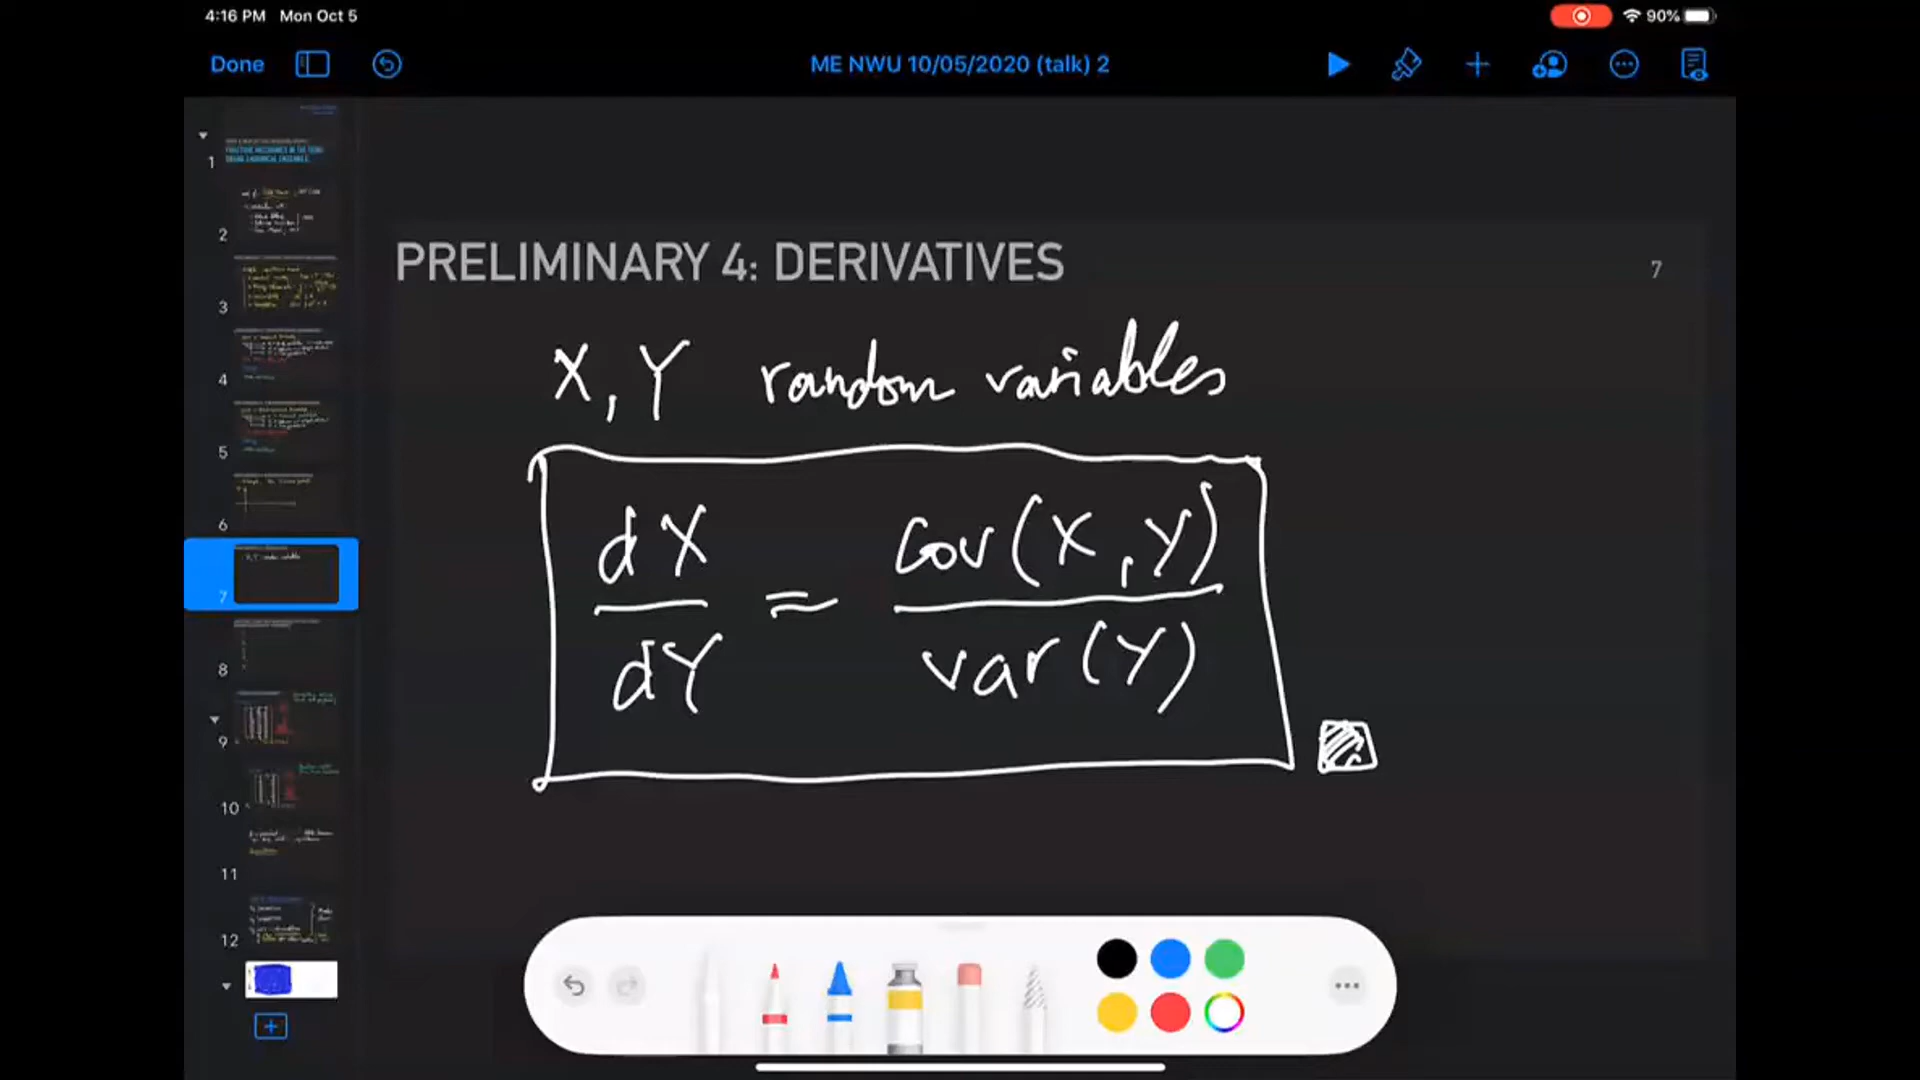 4:16 PM Mon Oct 5
90%
Done
ME NWU 10/05/2020 (talk) 2
PRELIMINARY 4: DERIVATIVES
7
X, Y random variables
dX/dY = Cov(X,Y)/var(Y)
1
2
3
4
5
6
7
8
9
10
11
12